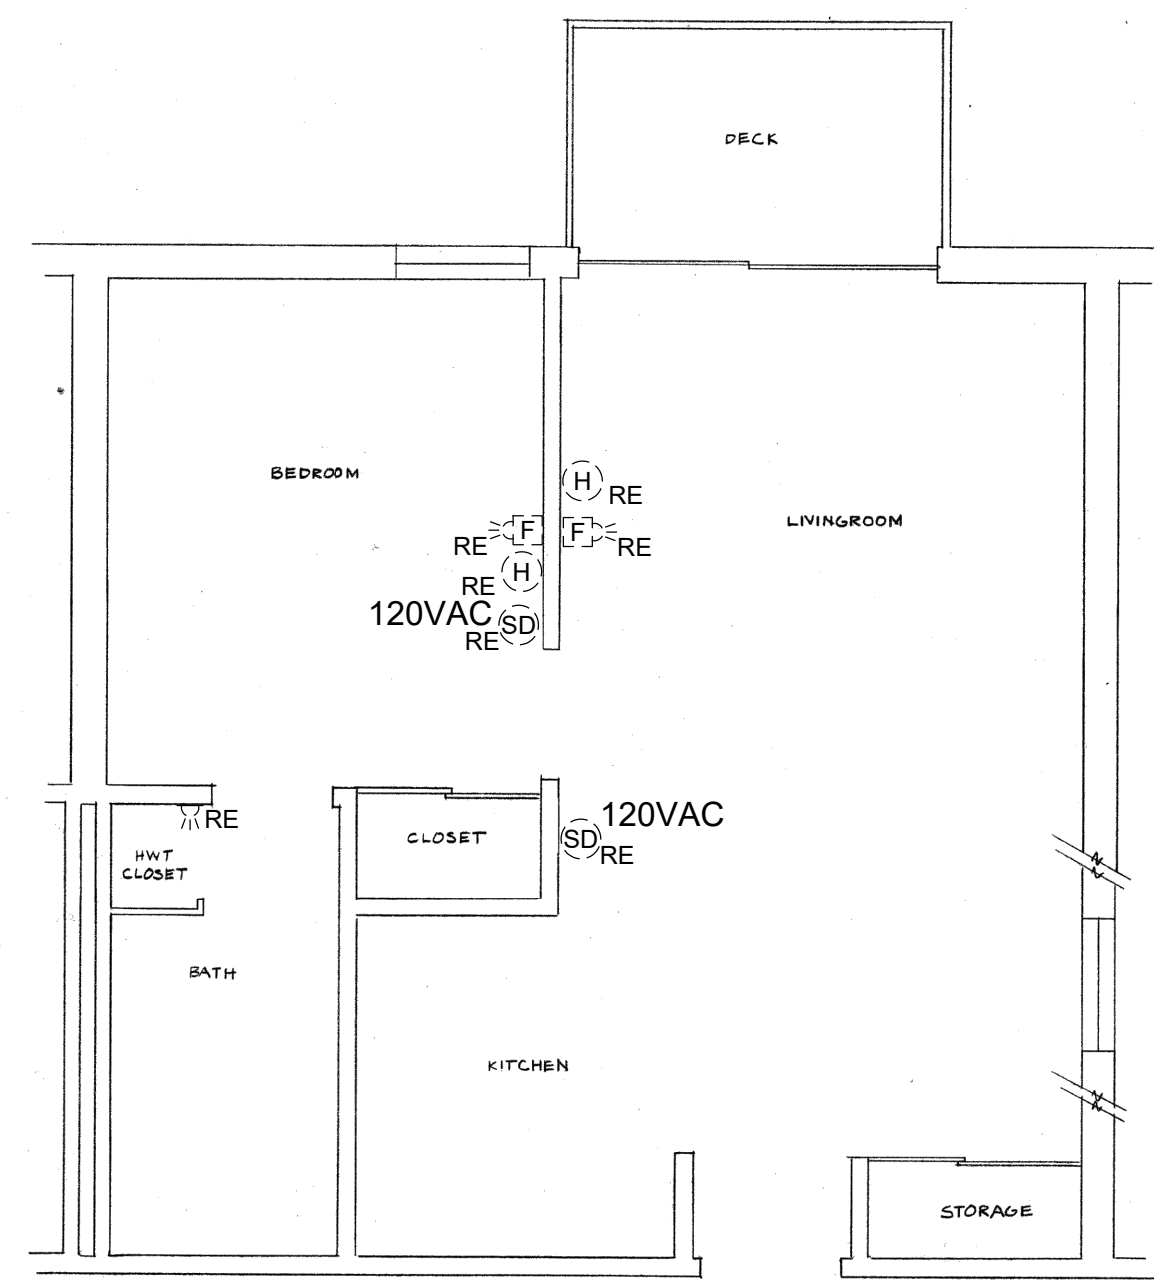 DECK
BEDROOM
H
RE
LIVINGROOM
F
F
RE
RE
H
RE
120VAC
SD
RE
120VAC
RE
SD
RE
CLOSET
HWT
CLOSET
BATH
KITCHEN
STORAGE